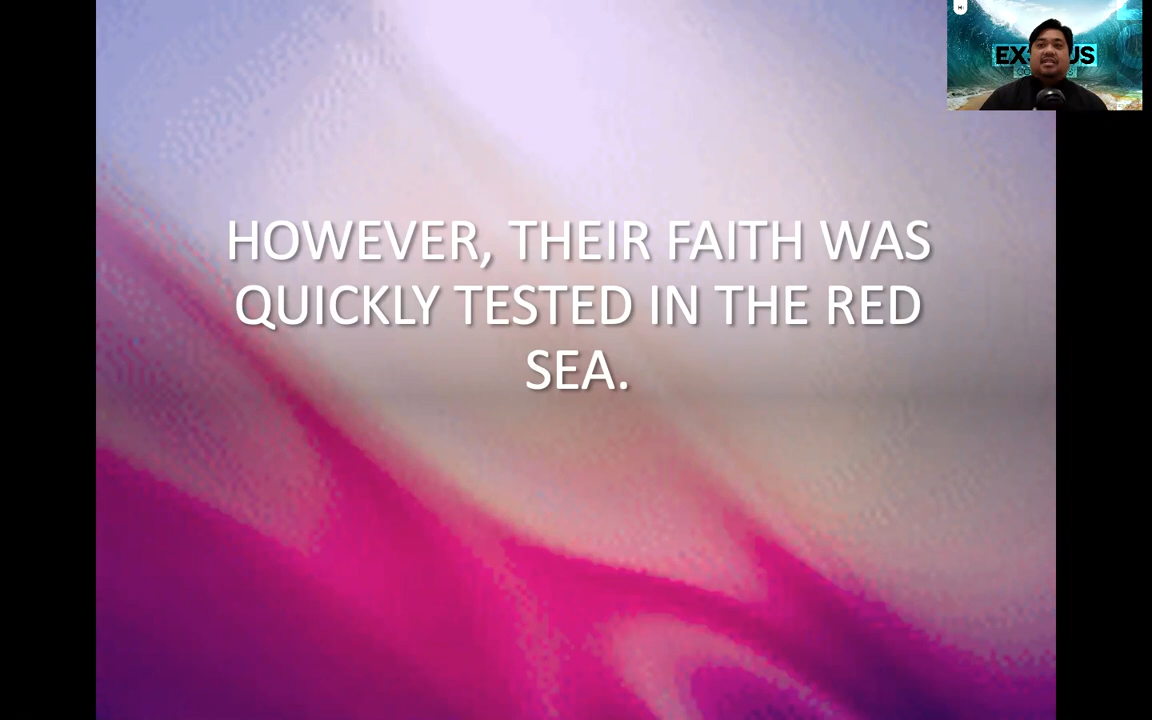 HOWEVER, THEIR FAITH WAS
QUICKLY TESTED IN THE RED
SEA.